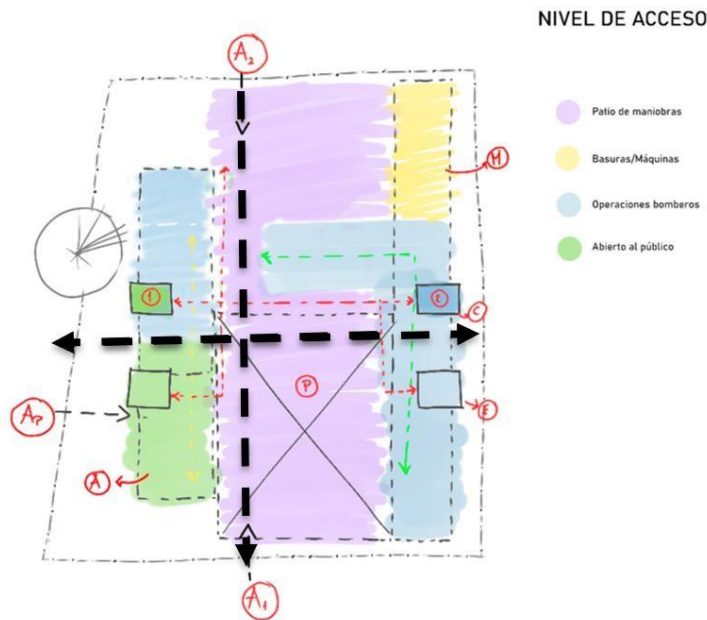 NIVEL DE ACCESO
A2
Patio de maniobras
M
Basuras/Máquinas
Operaciones bomberos
Abierto al público
1
2
C
P
E
Ap
A
A1